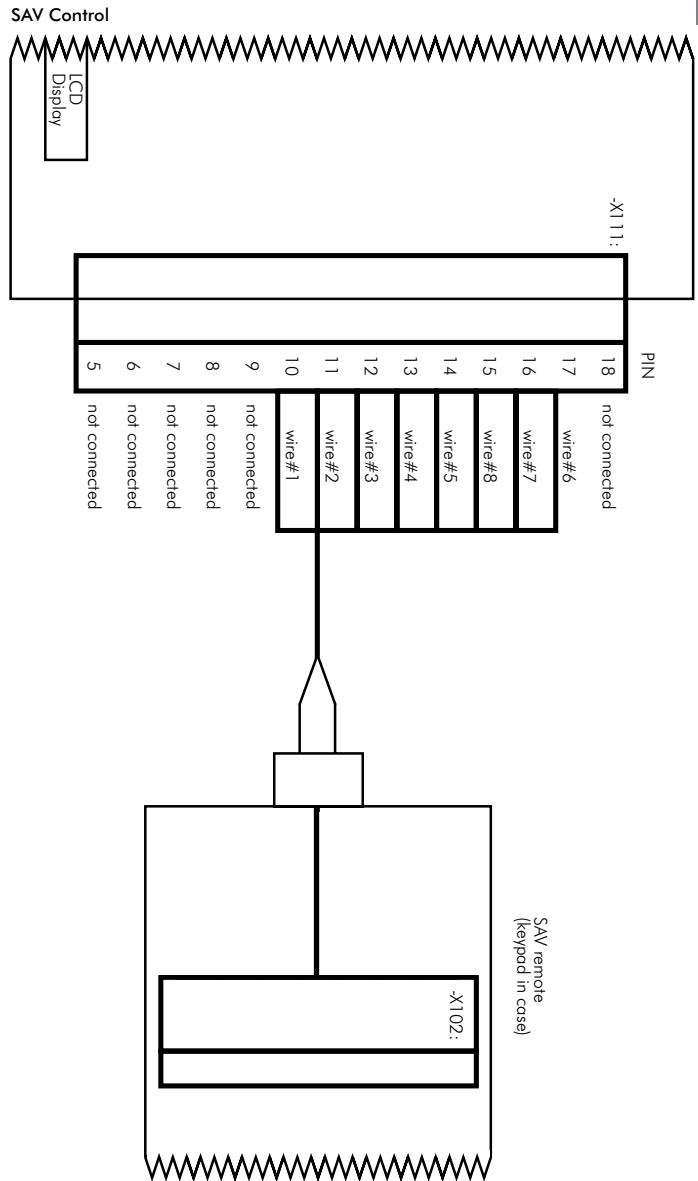 SAV Control
LCD
Display
-X111:
PIN
5 not connected
6 not connected
7 not connected
8 not connected
9 not connected
10 wire#1
11 wire#2
12 wire#3
13 wire#4
14 wire#5
15 wire#8
16 wire#7
17 wire#6
18 not connected
SAV remote
(keypad in case)
-X102: